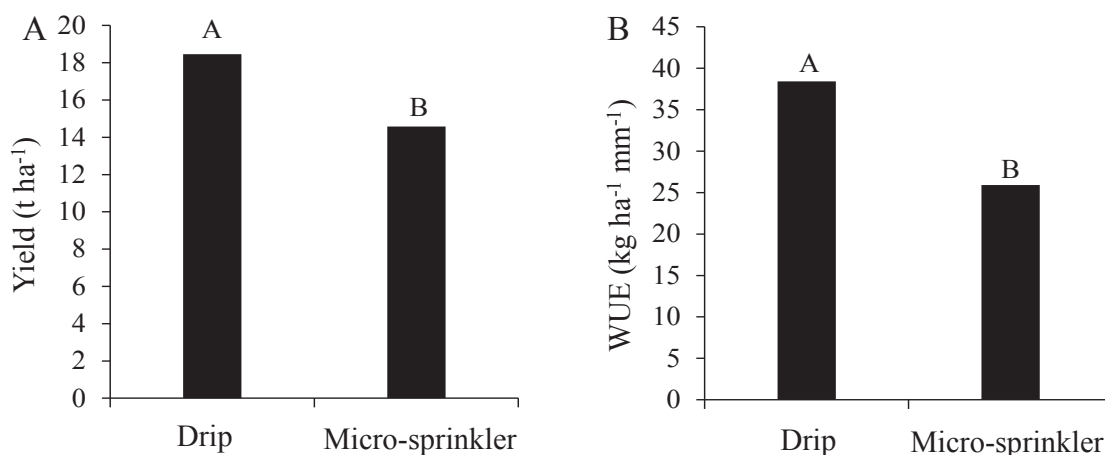 A
Yield (t ha⁻¹)
20
18
16
14
12
10
8
6
4
2
0
A
B
Drip
Micro-sprinkler
B
WUE (kg ha⁻¹ mm⁻¹)
45
40
35
30
25
20
15
10
5
0
A
B
Drip
Micro-sprinkler